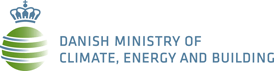 DANISH MINISTRY OF
CLIMATE, ENERGY AND BUILDING